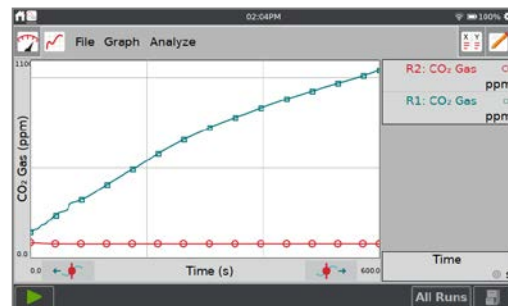 02:04PM
100%
File Graph Analyze
X Y
1100
CO₂ Gas (ppm)
0.0
0.0
Time (s)
600.0
R2: CO₂ Gas
ppm
R1: CO₂ Gas
ppm
Time
s
All Runs